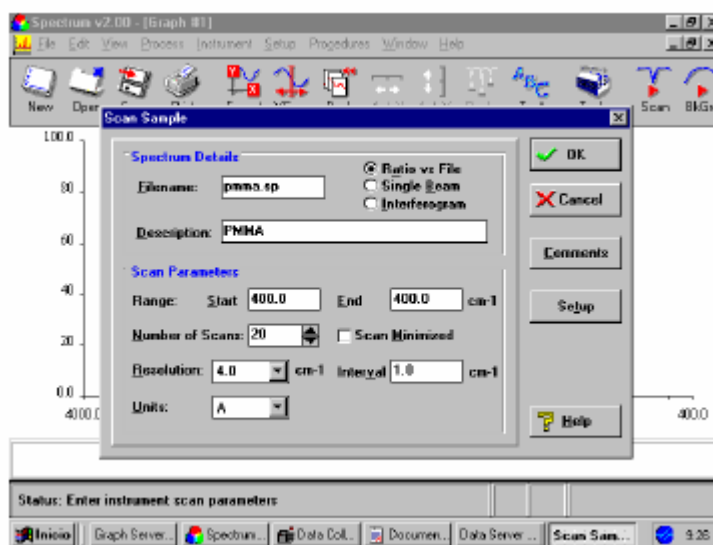 Spectrum v2.00 - [Graph #1]
File Edit View Process Instrument Setup Procedures Window Help
New Scan BkGr
Scan Sample
100.0
80
60
40
20
0.0
4000.0 400.0
Spectrum Details
Filename: pmma.sp
Ratio vs File
Single Beam
Interferogram
Description: PMMA
OK
Cancel
Comments
Setup
Help
Scan Parameters
Range: Start 400.0 End 400.0 cm-1
Number of Scans: 20 Scan Minimized
Resolution: 4.0 cm-1 Interval 1.0 cm-1
Units: A
Status: Enter instrument scan parameters
Inicio Graph Server... Spectrum... Data Coll... Documen... Data Server ... Scan Sam... 9:26